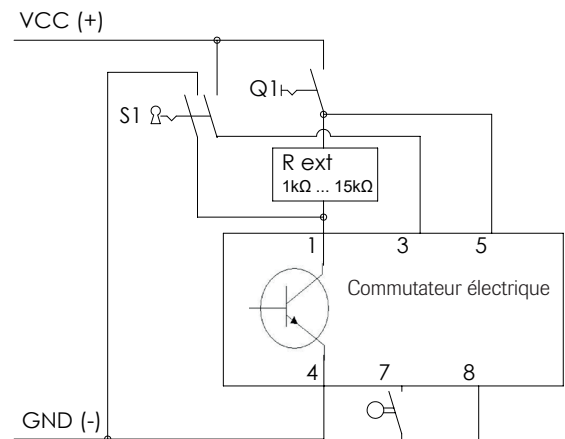 VCC (+)
Q1
S1
R ext
1kΩ ... 15kΩ
1 3 5
Commutateur électrique
4 7 8
GND (-)